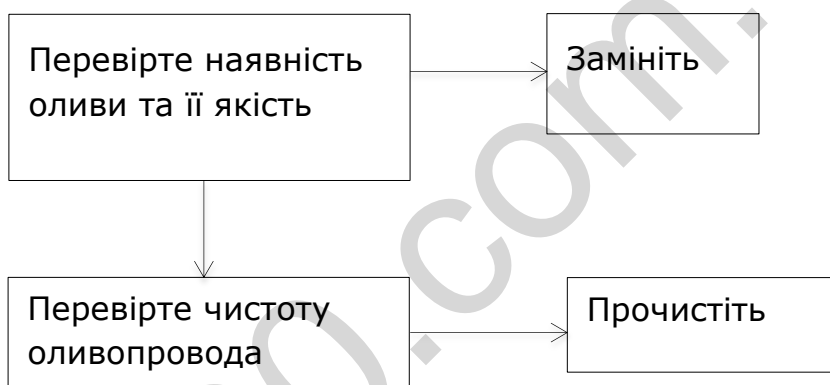 Перевірте наявність
оливи та її якість
Замініть
Перевірте чистоту
оливопровода
Прочистіть